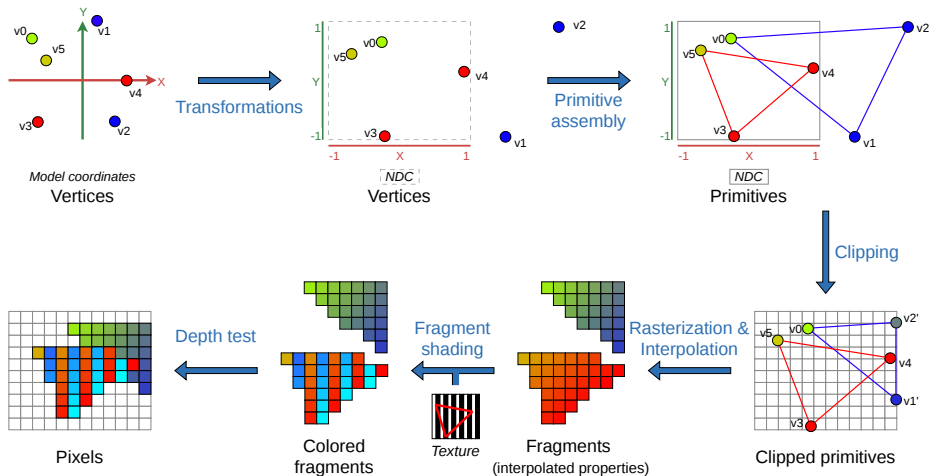 Y
v0
v1
v5
X
v4
v3
v2
Model coordinates
Vertices
Transformations
1
Y
-1
v0
v5
v4
v3
v2
v1
-1
X
1
NDC
Vertices
Primitive
assembly
1
Y
-1
v0
v5
v4
v3
v2
v1
-1
X
1
NDC
Primitives
Clipping
v0
v5
v2'
v4
v1'
v3
Clipped primitives
Rasterization &
Interpolation
Fragments
(interpolated properties)
Fragment
shading
Texture
Colored
fragments
Depth test
Pixels